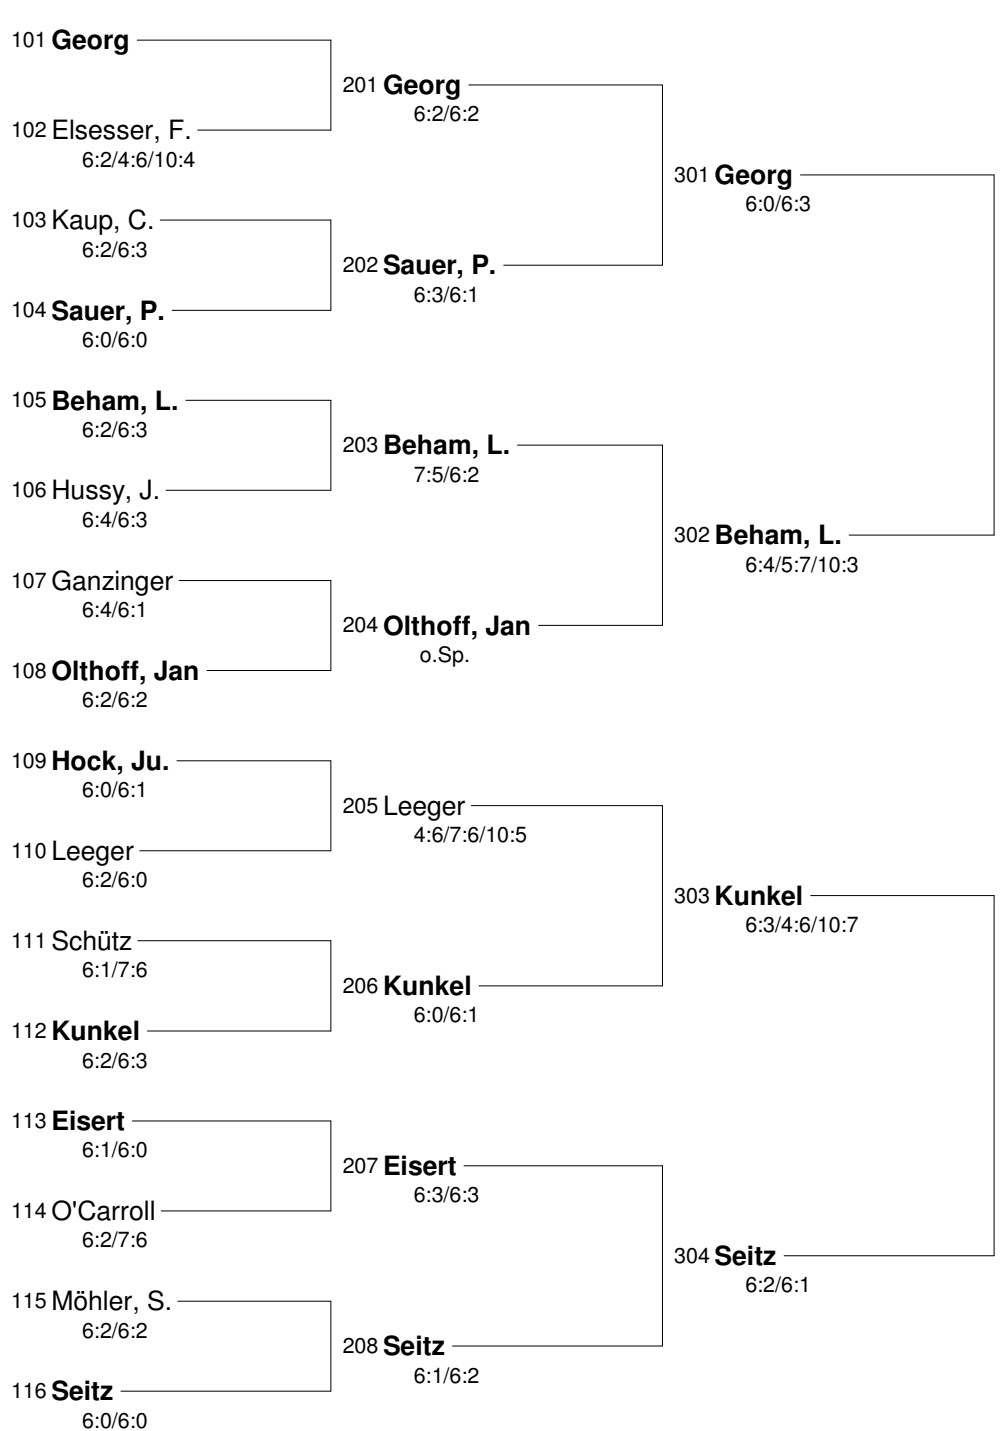 101 Georg
102 Elsesser, F.
6:2/4:6/10:4
103 Kaup, C.
6:2/6:3
104 Sauer, P.
6:0/6:0
105 Beham, L.
6:2/6:3
106 Hussy, J.
6:4/6:3
107 Ganzinger
6:4/6:1
108 Olthoff, Jan
6:2/6:2
109 Hock, Ju.
6:0/6:1
110 Leeger
6:2/6:0
111 Schütz
6:1/7:6
112 Kunkel
6:2/6:3
113 Eisert
6:1/6:0
114 O'Carroll
6:2/7:6
115 Möhler, S.
6:2/6:2
116 Seitz
6:0/6:0
201 Georg
6:2/6:2
202 Sauer, P.
6:3/6:1
203 Beham, L.
7:5/6:2
204 Olthoff, Jan
o.Sp.
205 Leeger
4:6/7:6/10:5
206 Kunkel
6:0/6:1
207 Eisert
6:3/6:3
208 Seitz
6:1/6:2
301 Georg
6:0/6:3
302 Beham, L.
6:4/5:7/10:3
303 Kunkel
6:3/4:6/10:7
304 Seitz
6:2/6:1